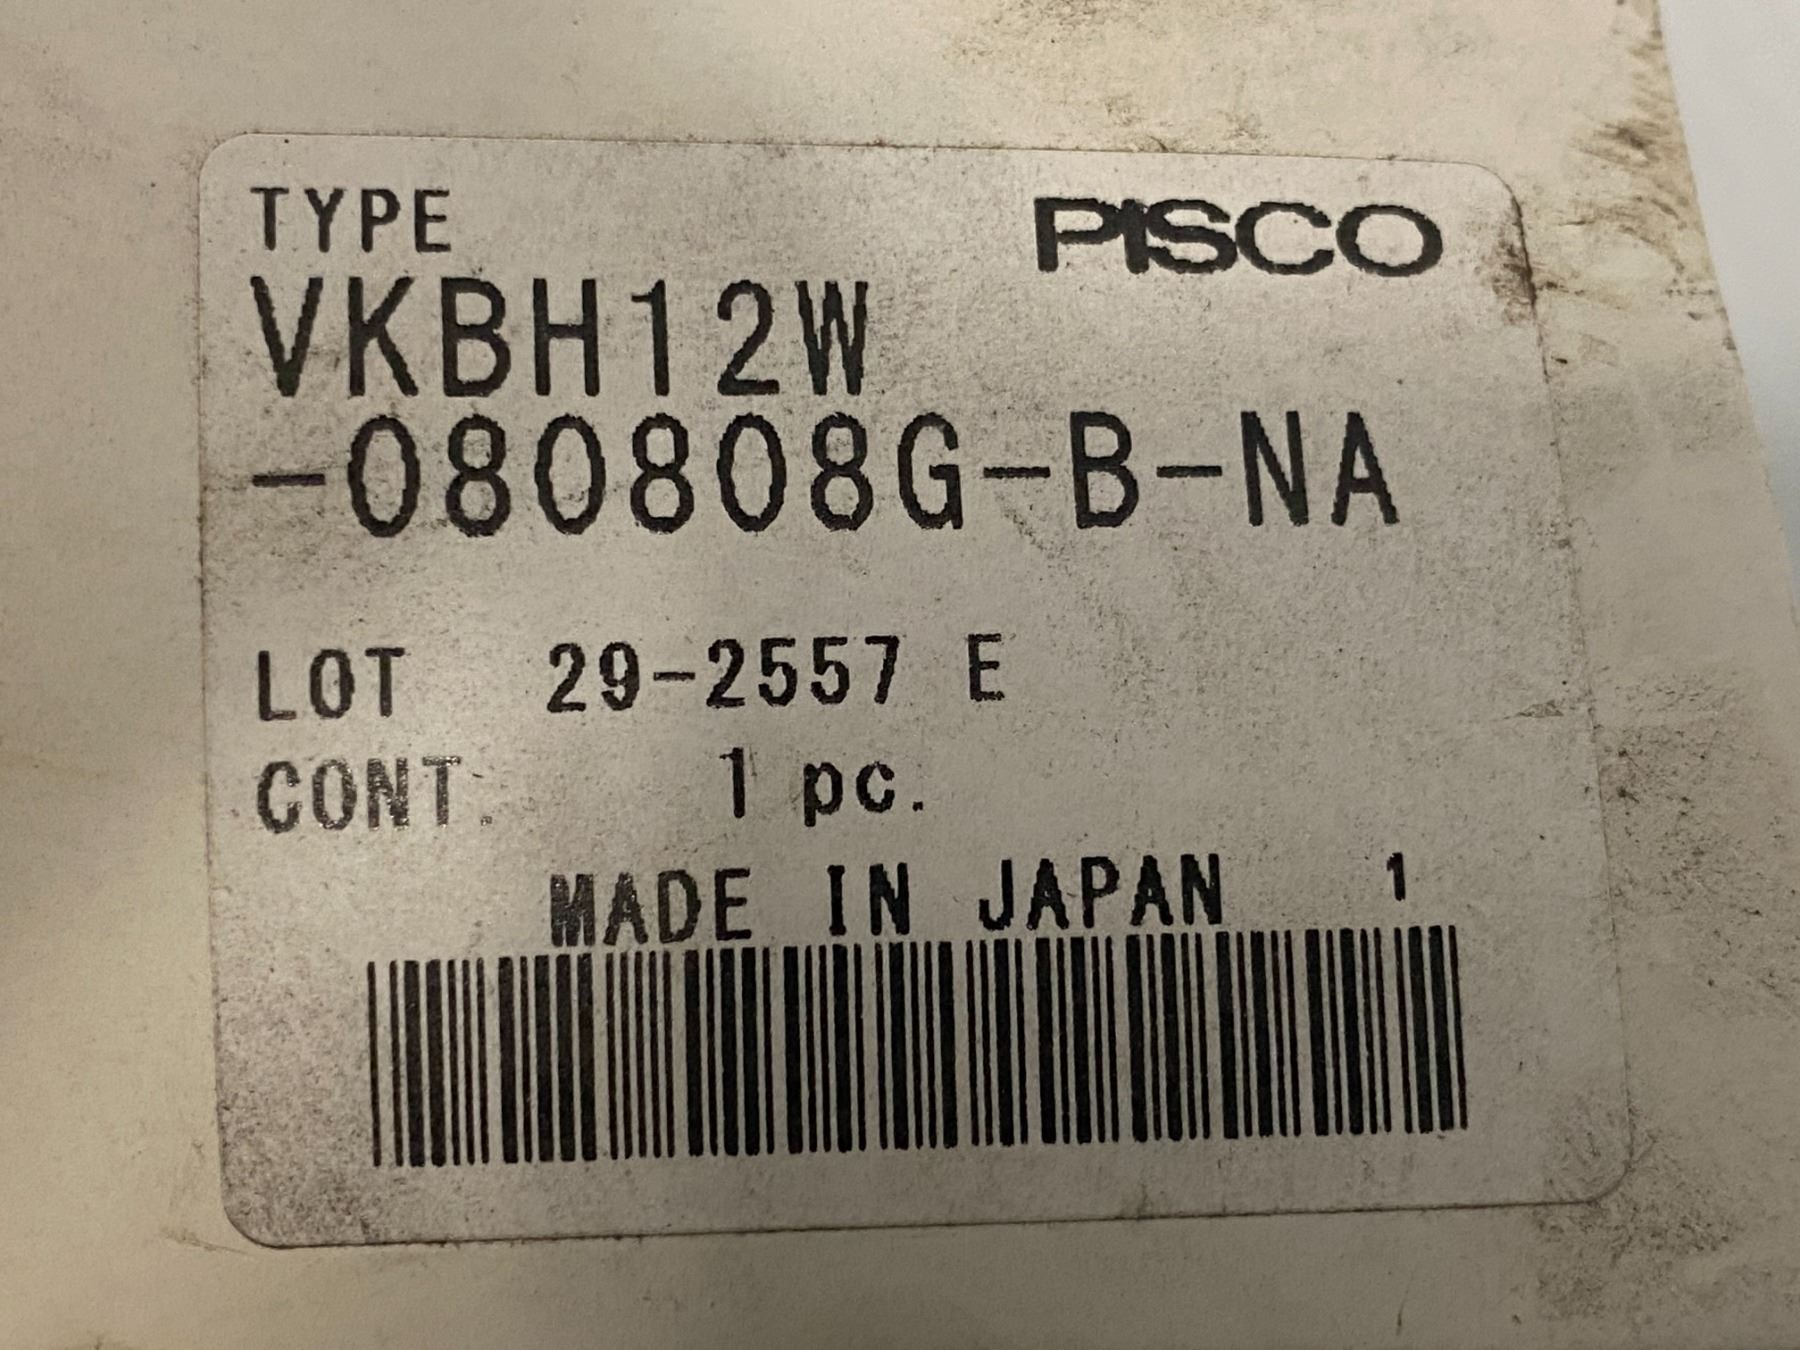 TYPE PISCO
VKBH12W
-080808G-B-NA
LOT 29-2557 E
CONT. 1 pc.
MADE IN JAPAN 1